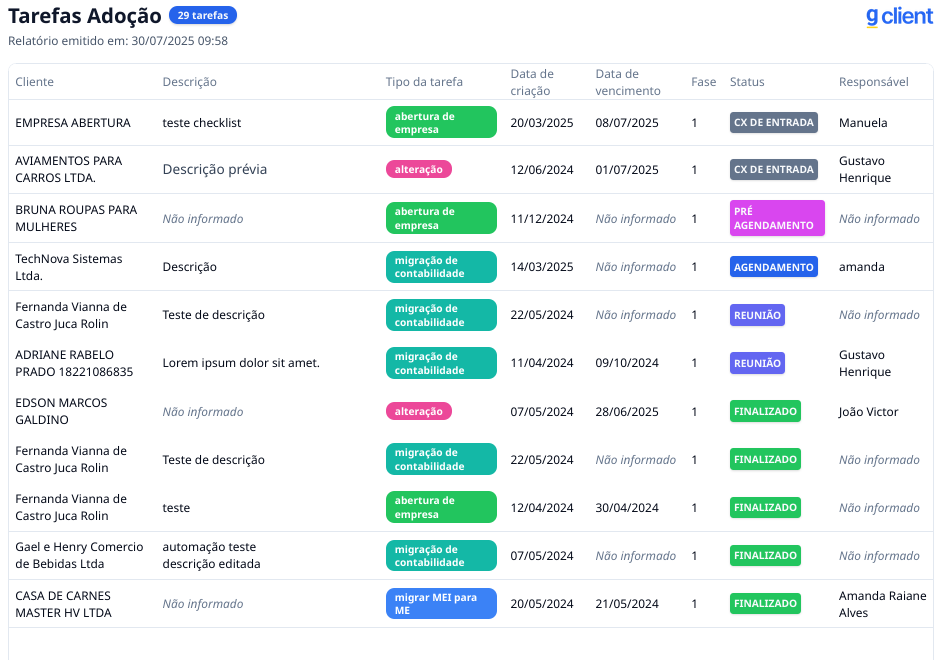 Tarefas Adoção 29 tarefas
g client
Relatório emitido em: 30/07/2025 09:58
Cliente Descrição Tipo da tarefa Data de criação Data de vencimento Fase Status Responsável
EMPRESA ABERTURA teste checklist abertura de empresa 20/03/2025 08/07/2025 1 CX DE ENTRADA Manuela
AVIAMENTOS PARA CARROS LTDA. Descrição prévia alteração 12/06/2024 01/07/2025 1 CX DE ENTRADA Gustavo Henrique
BRUNA ROUPAS PARA MULHERES Não informado abertura de empresa 11/12/2024 Não informado 1 PRÉ AGENDAMENTO Não informado
TechNova Sistemas Ltda. Descrição migração de contabilidade 14/03/2025 Não informado 1 AGENDAMENTO amanda
Fernanda Vianna de Castro Juca Rolin Teste de descrição migração de contabilidade 22/05/2024 Não informado 1 REUNIÃO Não informado
ADRIANE RABELO PRADO 18221086835 Lorem ipsum dolor sit amet. migração de contabilidade 11/04/2024 09/10/2024 1 REUNIÃO Gustavo Henrique
EDSON MARCOS GALDINO Não informado alteração 07/05/2024 28/06/2025 1 FINALIZADO João Victor
Fernanda Vianna de Castro Juca Rolin Teste de descrição migração de contabilidade 22/05/2024 Não informado 1 FINALIZADO Não informado
Fernanda Vianna de Castro Juca Rolin teste abertura de empresa 12/04/2024 30/04/2024 1 FINALIZADO Não informado
Gael e Henry Comercio de Bebidas Ltda automação teste descrição editada migração de contabilidade 07/05/2024 Não informado 1 FINALIZADO Não informado
CASA DE CARNES MASTER HV LTDA Não informado migrar MEI para ME 20/05/2024 21/05/2024 1 FINALIZADO Amanda Raiane Alves